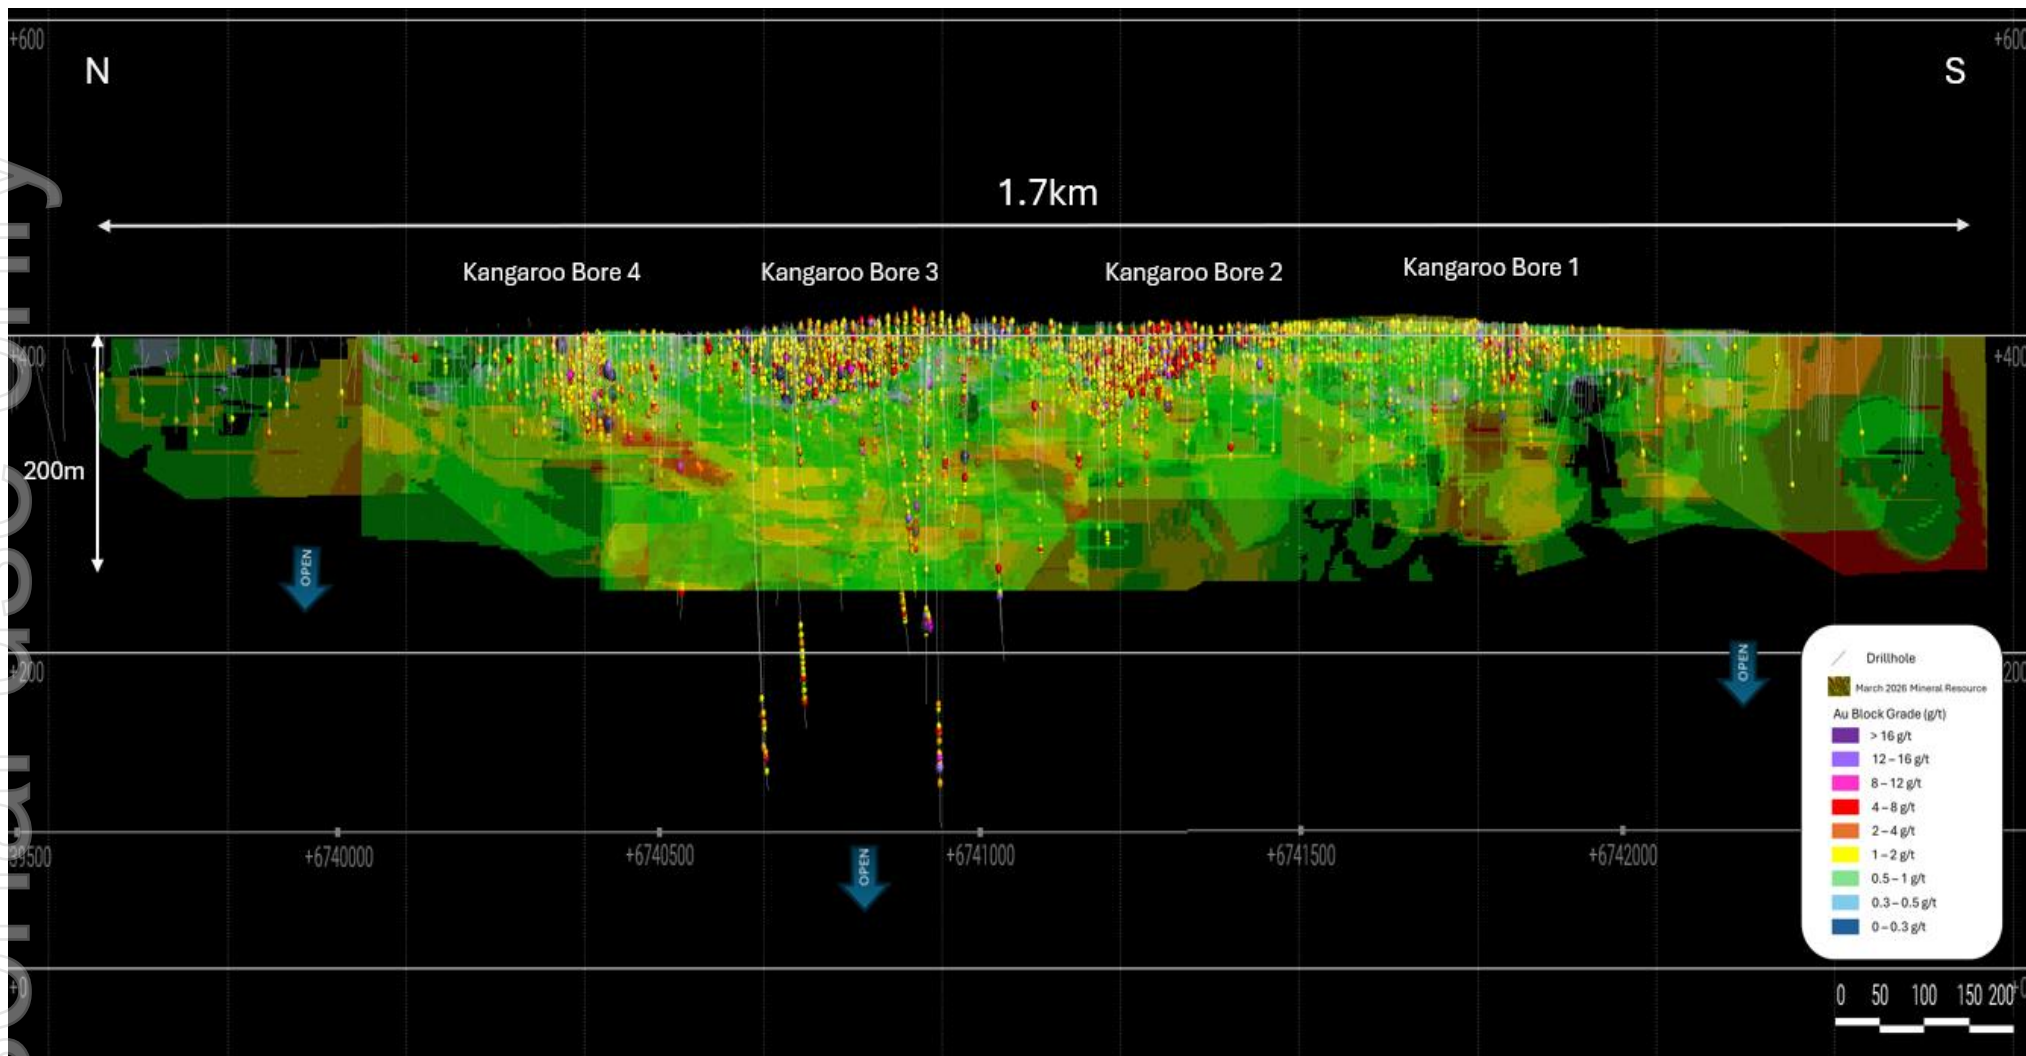 +600
+600
N
S
1.7km
Kangaroo Bore 4
Kangaroo Bore 3
Kangaroo Bore 2
Kangaroo Bore 1
+400
+400
200m
OPEN
+200
200
OPEN
Drillhole
March 2026 Mineral Resource
Au Block Grade (g/t)
> 16 g/t
12 – 16 g/t
8 – 12 g/t
4 – 8 g/t
2 – 4 g/t
1 – 2 g/t
0.5 – 1 g/t
0.3 – 0.5 g/t
0 – 0.3 g/t
39500
+6740000
+6740500
+6741000
+6741500
+6742000
OPEN
+0
0 50 100 150 200